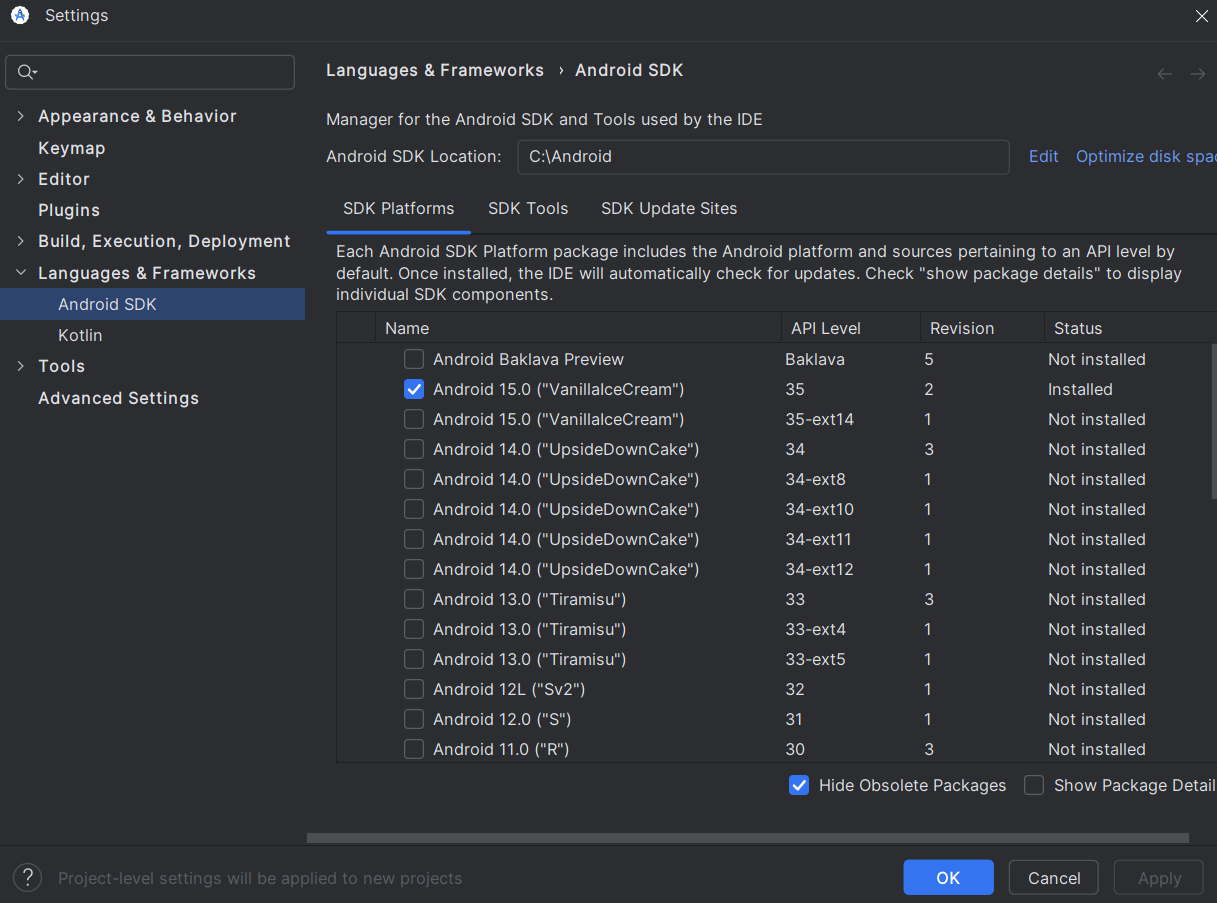 Settings
Appearance & Behavior
Keymap
Editor
Plugins
Build, Execution, Deployment
Languages & Frameworks
Android SDK
Kotlin
Tools
Advanced Settings
Languages & Frameworks › Android SDK
Manager for the Android SDK and Tools used by the IDE
Android SDK Location: C:\Android Edit Optimize disk spac
SDK Platforms SDK Tools SDK Update Sites
Each Android SDK Platform package includes the Android platform and sources pertaining to an API level by
default. Once installed, the IDE will automatically check for updates. Check "show package details" to display
individual SDK components.
Name API Level Revision Status
Android Baklava Preview Baklava 5 Not installed
Android 15.0 ("VanillaIceCream") 35 2 Installed
Android 15.0 ("VanillaIceCream") 35-ext14 1 Not installed
Android 14.0 ("UpsideDownCake") 34 3 Not installed
Android 14.0 ("UpsideDownCake") 34-ext8 1 Not installed
Android 14.0 ("UpsideDownCake") 34-ext10 1 Not installed
Android 14.0 ("UpsideDownCake") 34-ext11 1 Not installed
Android 14.0 ("UpsideDownCake") 34-ext12 1 Not installed
Android 13.0 ("Tiramisu") 33 3 Not installed
Android 13.0 ("Tiramisu") 33-ext4 1 Not installed
Android 13.0 ("Tiramisu") 33-ext5 1 Not installed
Android 12L ("Sv2") 32 1 Not installed
Android 12.0 ("S") 31 1 Not installed
Android 11.0 ("R") 30 3 Not installed
Hide Obsolete Packages Show Package Detail
? Project-level settings will be applied to new projects OK Cancel Apply